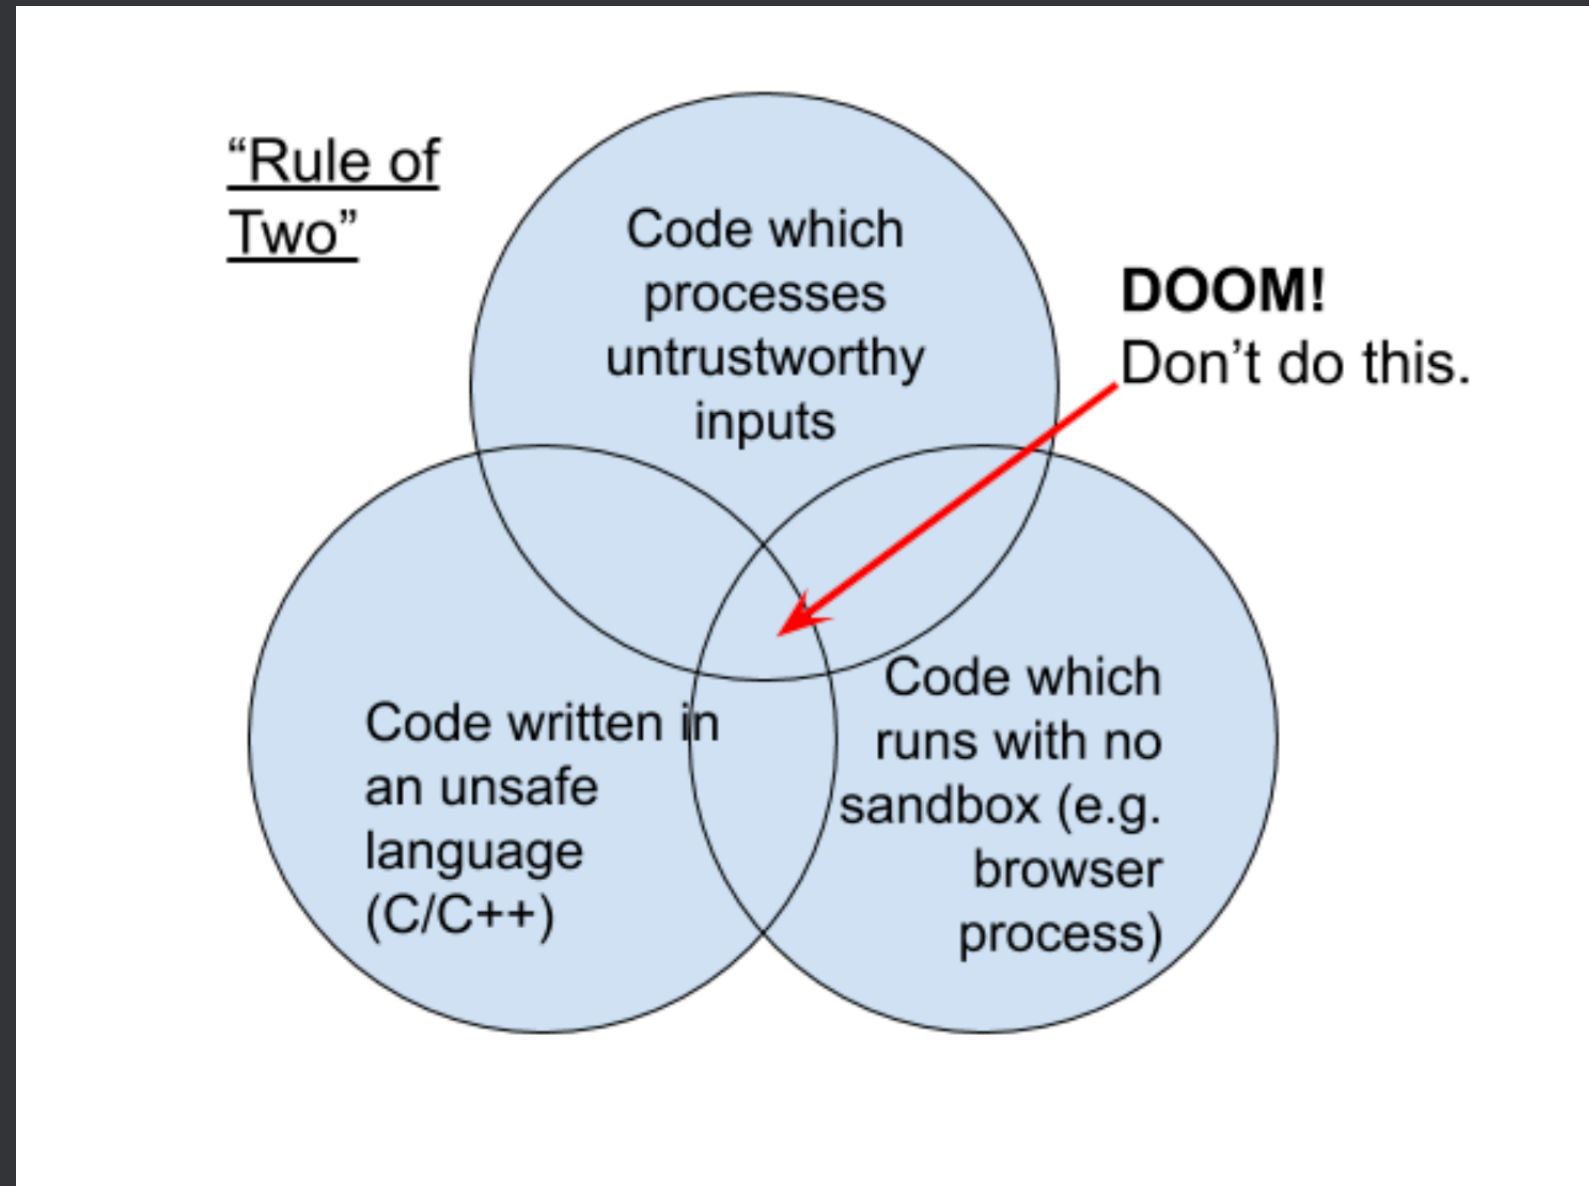 “Rule of
Two”
Code which
processes
untrustworthy
inputs
DOOM!
Don’t do this.
Code written in
an unsafe
language
(C/C++)
Code which
runs with no
sandbox (e.g.
browser
process)